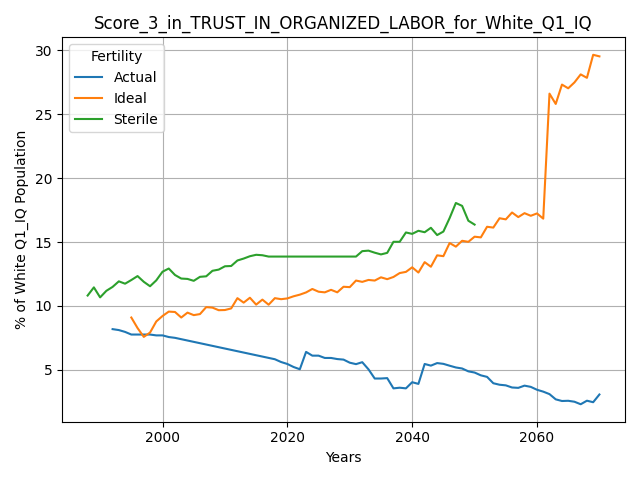 Score_3_in_TRUST_IN_ORGANIZED_LABOR_for_White_Q1_IQ
Fertility
Actual
Ideal
Sterile
30
25
20
15
10
5
% of White Q1_IQ Population
2000
2020
2040
2060
Years